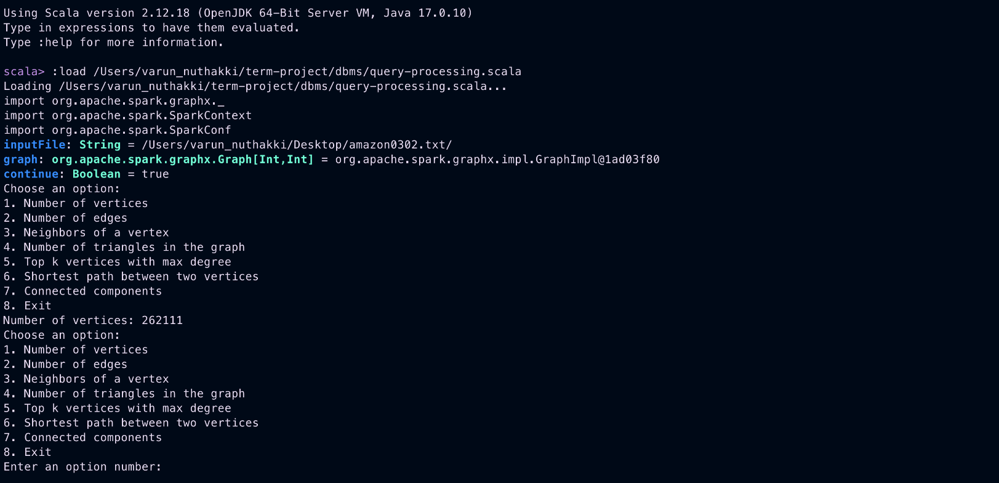 Using Scala version 2.12.18 (OpenJDK 64-Bit Server VM, Java 17.0.10)
Type in expressions to have them evaluated.
Type :help for more information.
scala> :load /Users/varun_nuthakki/term-project/dbms/query-processing.scala
Loading /Users/varun_nuthakki/term-project/dbms/query-processing.scala...
import org.apache.spark.graphx._
import org.apache.spark.SparkContext
import org.apache.spark.SparkConf
inputFile: String = /Users/varun_nuthakki/Desktop/amazon0302.txt/
graph: org.apache.spark.graphx.Graph[Int,Int] = org.apache.spark.graphx.impl.GraphImpl@1ad03f80
continue: Boolean = true
Choose an option:
1. Number of vertices
2. Number of edges
3. Neighbors of a vertex
4. Number of triangles in the graph
5. Top k vertices with max degree
6. Shortest path between two vertices
7. Connected components
8. Exit
Number of vertices: 262111
Choose an option:
1. Number of vertices
2. Number of edges
3. Neighbors of a vertex
4. Number of triangles in the graph
5. Top k vertices with max degree
6. Shortest path between two vertices
7. Connected components
8. Exit
Enter an option number: